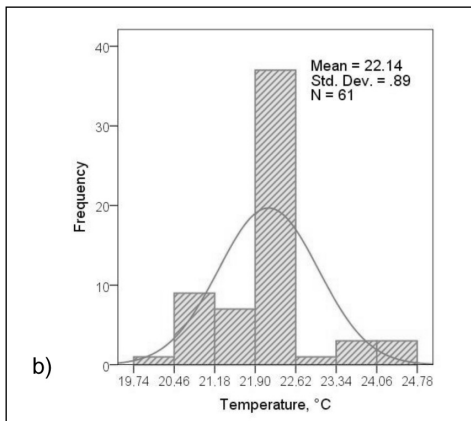 Mean = 22.14
Std. Dev. = .89
N = 61
Frequency
40
30
20
10
0
19.74 20.46 21.18 21.90 22.62 23.34 24.06 24.78
Temperature, °C
b)